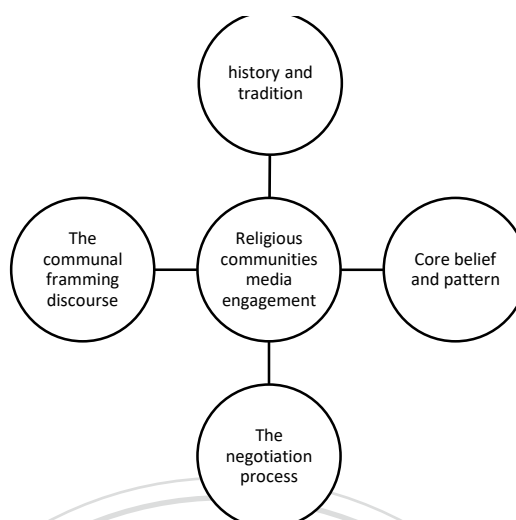 history and
tradition
The
communal
framming
discourse
Religious
communities
media
engagement
Core belief
and pattern
The
negotiation
process